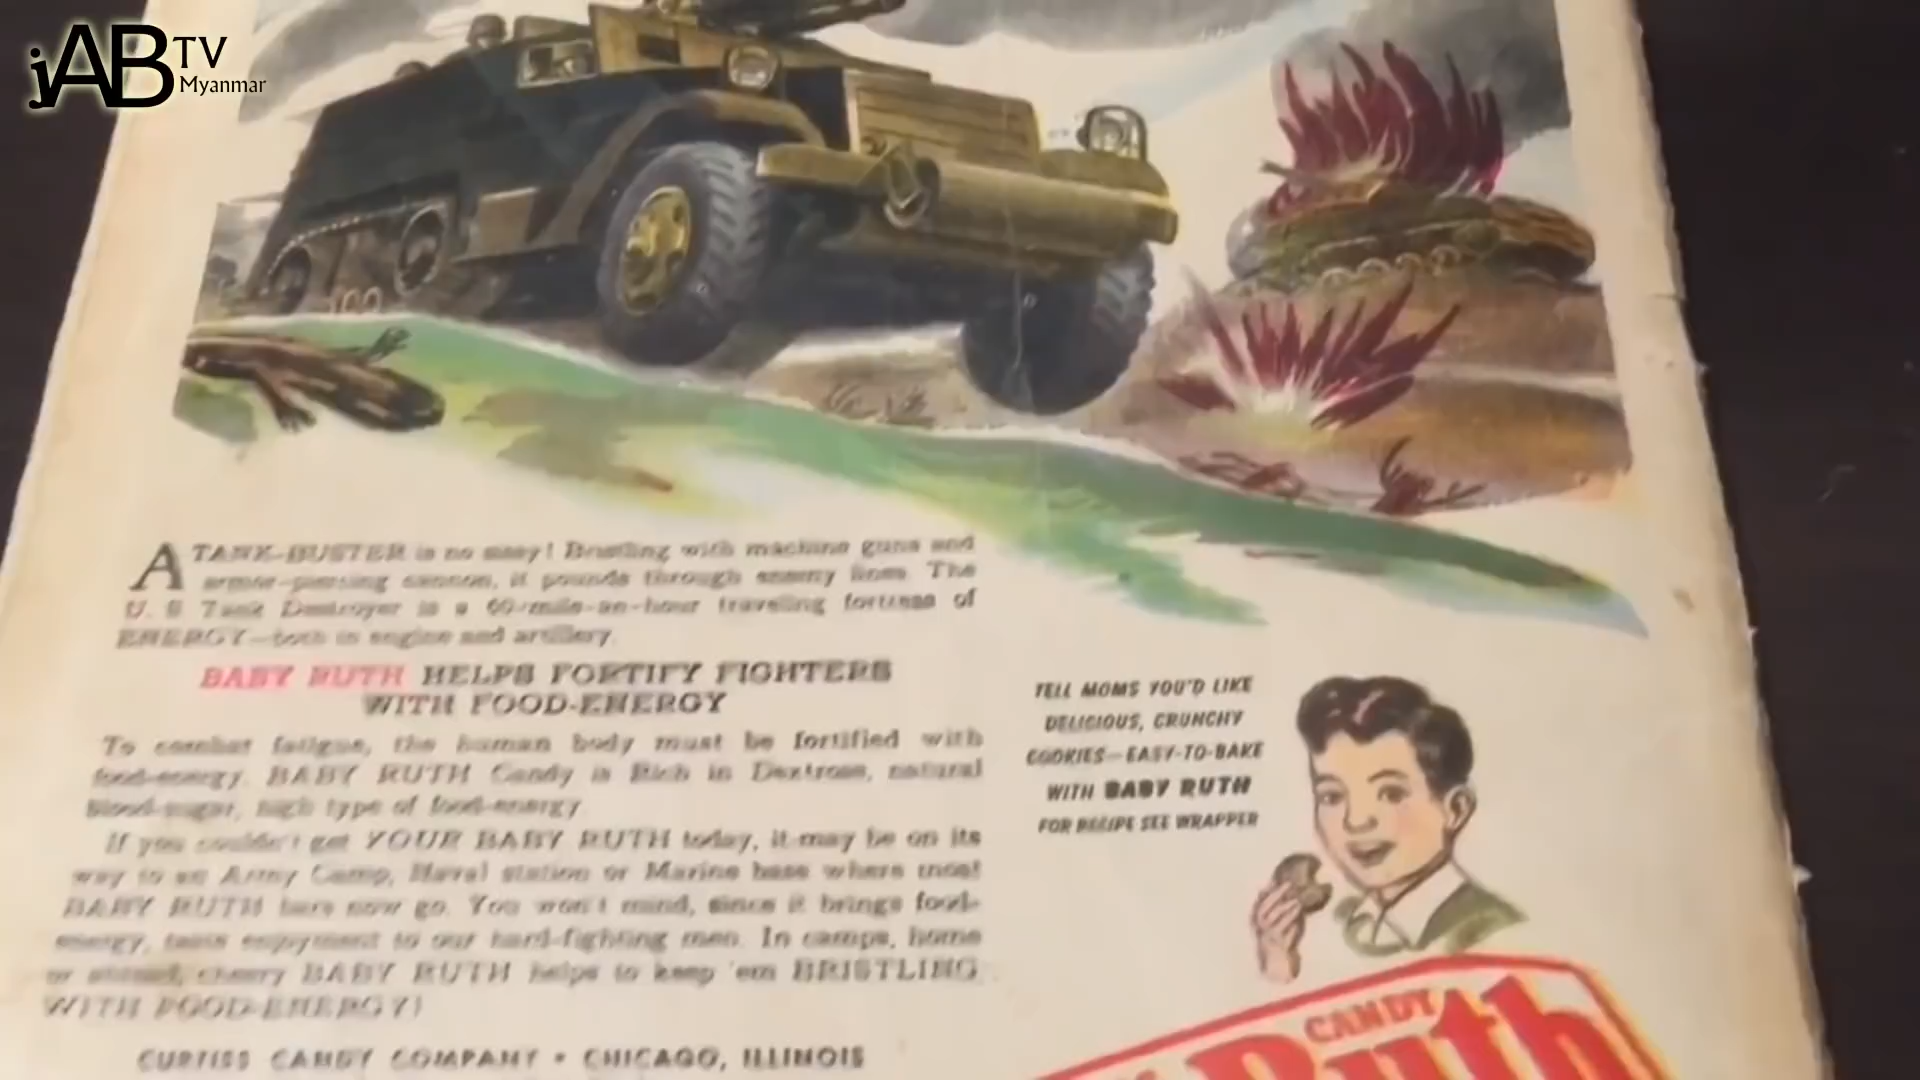 jAB TV
Myanmar
A TANK-BUSTER is no sissy! Bristling with machine guns and
armor-piercing cannon, it pounds through enemy lines. The
U. S Tank Destroyer is a 60-mile-an-hour traveling fortress of
ENERGY—both in engine and artillery.
BABY RUTH HELPS FORTIFY FIGHTERS
WITH FOOD-ENERGY
To combat fatigue, the human body must be fortified with
food-energy. BABY RUTH Candy is Rich in Dextrose, natural
blood-sugar, high type of food-energy.
If you couldn't get YOUR BABY RUTH today, it may be on its
way to an Army Camp, Naval station or Marine base where most
BABY RUTH bars now go. You won't mind, since it brings food-
energy, taste enjoyment to our hard-fighting men. In camps, home
or school, chewy BABY RUTH helps to keep 'em BRISTLING
WITH FOOD-ENERGY!
CURTISS CANDY COMPANY • CHICAGO, ILLINOIS
TELL MOMS YOU'D LIKE
DELICIOUS, CRUNCHY
COOKIES—EASY-TO-BAKE
WITH BABY RUTH
FOR RECIPE SEE WRAPPER
CANDY
Ruth